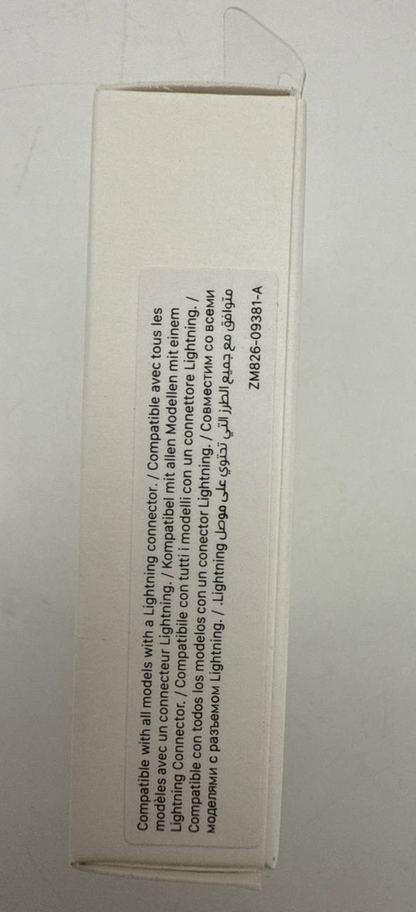 Compatible with all models with a Lightning connector. / Compatible avec tous les
modèles avec un connecteur Lightning. / Kompatibel mit allen Modellen mit einem
Lightning Connector. / Compatibile con tutti i modelli con un connettore Lightning. /
Compatible con todos los modelos con un conector Lightning. / Совместим со всеми
моделями с разъемом Lightning. / .Lightning متوافق مع جميع الطرز التي تحتوي على موصل
ZM826-09381-A